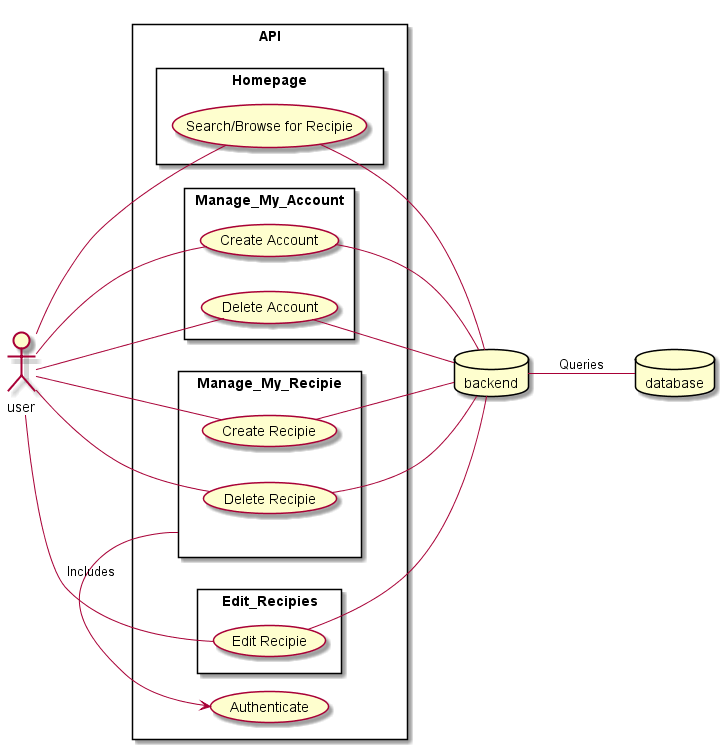 API
Homepage
Search/Browse for Recipie
Manage_My_Account
Create Account
Delete Account
user
Manage_My_Recipie
Create Recipie
Delete Recipie
backend
Queries
database
Includes
Edit_Recipies
Edit Recipie
Authenticate